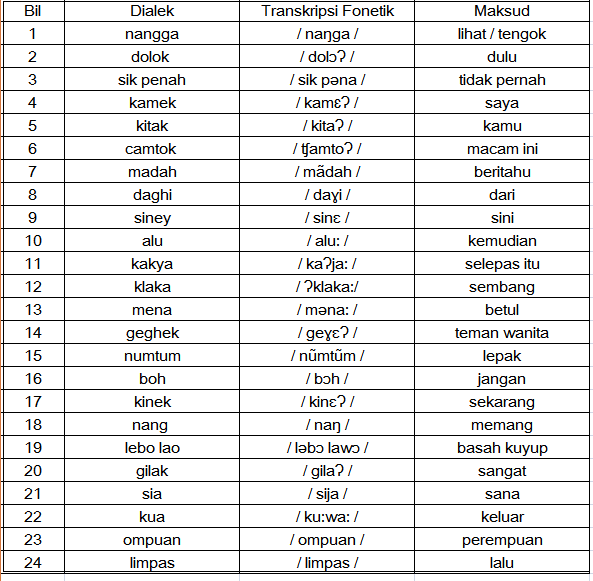 Bil Dialek Transkripsi Fonetik Maksud
1 nangga / naŋga / lihat / tengok
2 dolok / dolɔʔ / dulu
3 sik penah / sik pəna / tidak pernah
4 kamek / kamɛʔ / saya
5 kitak / kitaʔ / kamu
6 camtok / ʧamtoʔ / macam ini
7 madah / mãdah / beritahu
8 daghi / daɣi / dari
9 siney / sinɛ / sini
10 alu / alu: / kemudian
11 kakya / kaʔja: / selepas itu
12 klaka / ʔklaka:/ sembang
13 mena / məna: / betul
14 geghek / geɣɛʔ / teman wanita
15 numtum / nũmtũm / lepak
16 boh / bɔh / jangan
17 kinek / kinɛʔ / sekarang
18 nang / naŋ / memang
19 lebo lao / ləbɔ lawɔ / basah kuyup
20 gilak / gilaʔ / sangat
21 sia / sija / sana
22 kua / ku:wa: / keluar
23 ompuan / ompuan / perempuan
24 limpas / limpas / lalu